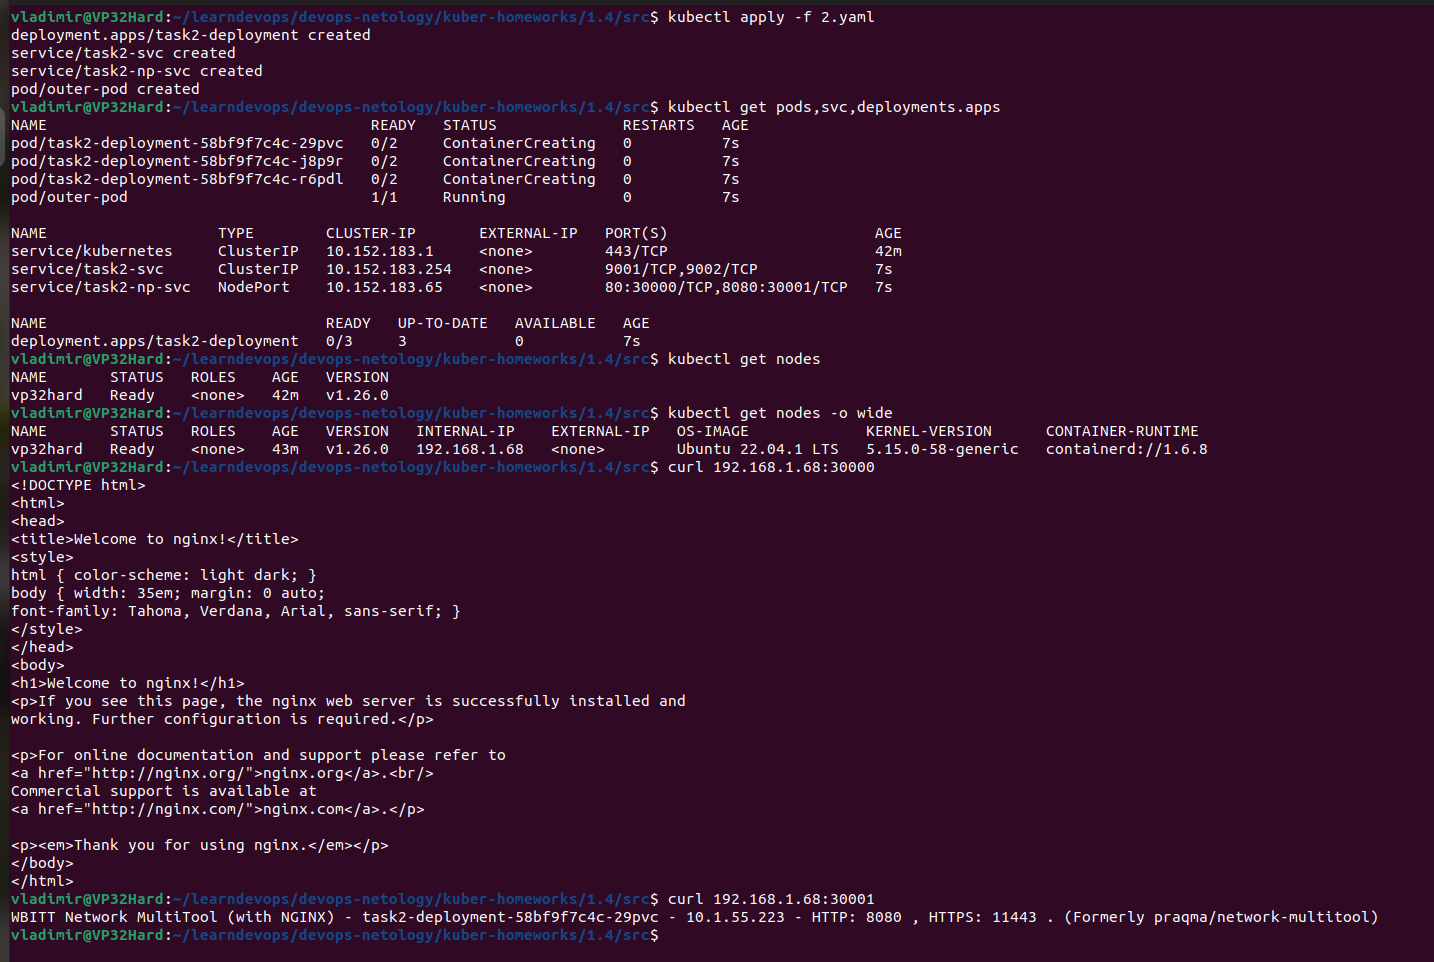 vladimir@VP32Hard:~/learndevops/devops-netology/kuber-homeworks/1.4/src$ kubectl apply -f 2.yaml
deployment.apps/task2-deployment created
service/task2-svc created
service/task2-np-svc created
pod/outer-pod created
vladimir@VP32Hard:~/learndevops/devops-netology/kuber-homeworks/1.4/src$ kubectl get pods,svc,deployments.apps
NAME                                    READY   STATUS              RESTARTS   AGE
pod/task2-deployment-58bf9f7c4c-29pvc   0/2     ContainerCreating   0          7s
pod/task2-deployment-58bf9f7c4c-j8p9r   0/2     ContainerCreating   0          7s
pod/task2-deployment-58bf9f7c4c-r6pdl   0/2     ContainerCreating   0          7s
pod/outer-pod                           1/1     Running             0          7s

NAME                   TYPE        CLUSTER-IP       EXTERNAL-IP   PORT(S)                       AGE
service/kubernetes     ClusterIP   10.152.183.1     <none>        443/TCP                       42m
service/task2-svc      ClusterIP   10.152.183.254   <none>        9001/TCP,9002/TCP             7s
service/task2-np-svc   NodePort    10.152.183.65    <none>        80:30000/TCP,8080:30001/TCP   7s

NAME                               READY   UP-TO-DATE   AVAILABLE   AGE
deployment.apps/task2-deployment   0/3     3            0           7s
vladimir@VP32Hard:~/learndevops/devops-netology/kuber-homeworks/1.4/src$ kubectl get nodes
NAME       STATUS   ROLES    AGE   VERSION
vp32hard   Ready    <none>   42m   v1.26.0
vladimir@VP32Hard:~/learndevops/devops-netology/kuber-homeworks/1.4/src$ kubectl get nodes -o wide
NAME       STATUS   ROLES    AGE   VERSION   INTERNAL-IP    EXTERNAL-IP   OS-IMAGE             KERNEL-VERSION      CONTAINER-RUNTIME
vp32hard   Ready    <none>   43m   v1.26.0   192.168.1.68   <none>        Ubuntu 22.04.1 LTS   5.15.0-58-generic   containerd://1.6.8
vladimir@VP32Hard:~/learndevops/devops-netology/kuber-homeworks/1.4/src$ curl 192.168.1.68:30000
<!DOCTYPE html>
<html>
<head>
<title>Welcome to nginx!</title>
<style>
html { color-scheme: light dark; }
body { width: 35em; margin: 0 auto;
font-family: Tahoma, Verdana, Arial, sans-serif; }
</style>
</head>
<body>
<h1>Welcome to nginx!</h1>
<p>If you see this page, the nginx web server is successfully installed and
working. Further configuration is required.</p>

<p>For online documentation and support please refer to
<a href="http://nginx.org/">nginx.org</a>.<br/>
Commercial support is available at
<a href="http://nginx.com/">nginx.com</a>.</p>

<p><em>Thank you for using nginx.</em></p>
</body>
</html>
vladimir@VP32Hard:~/learndevops/devops-netology/kuber-homeworks/1.4/src$ curl 192.168.1.68:30001
WBITT Network MultiTool (with NGINX) - task2-deployment-58bf9f7c4c-29pvc - 10.1.55.223 - HTTP: 8080 , HTTPS: 11443 . (Formerly praqma/network-multitool)
vladimir@VP32Hard:~/learndevops/devops-netology/kuber-homeworks/1.4/src$